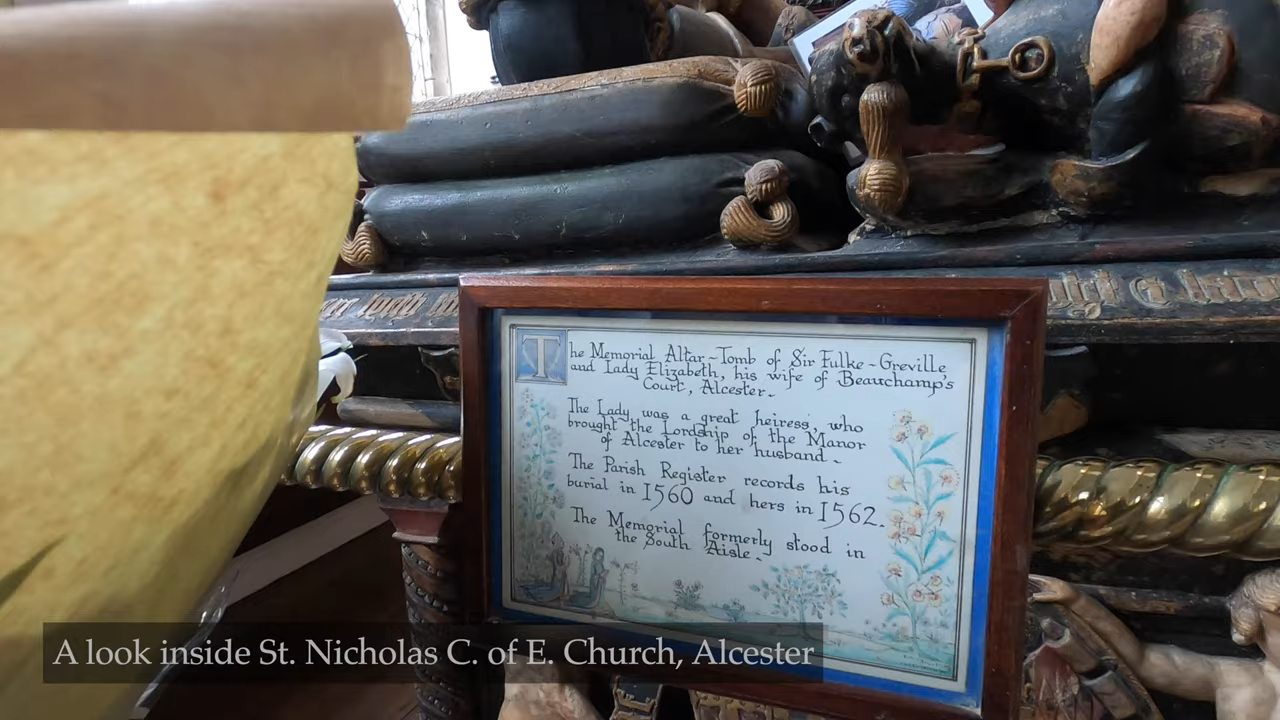 The Memorial Altar-Tomb of Sir Fulke-Greville
and Lady Elizabeth, his wife of Beauchamp's
Court, Alcester.
The Lady was a great heiress, who
brought the Lordship of the Manor
of Alcester to her husband.
The Parish Register records his
burial in 1560 and hers in 1562.
The Memorial formerly stood in
the South Aisle.
A look inside St. Nicholas C. of E. Church, Alcester